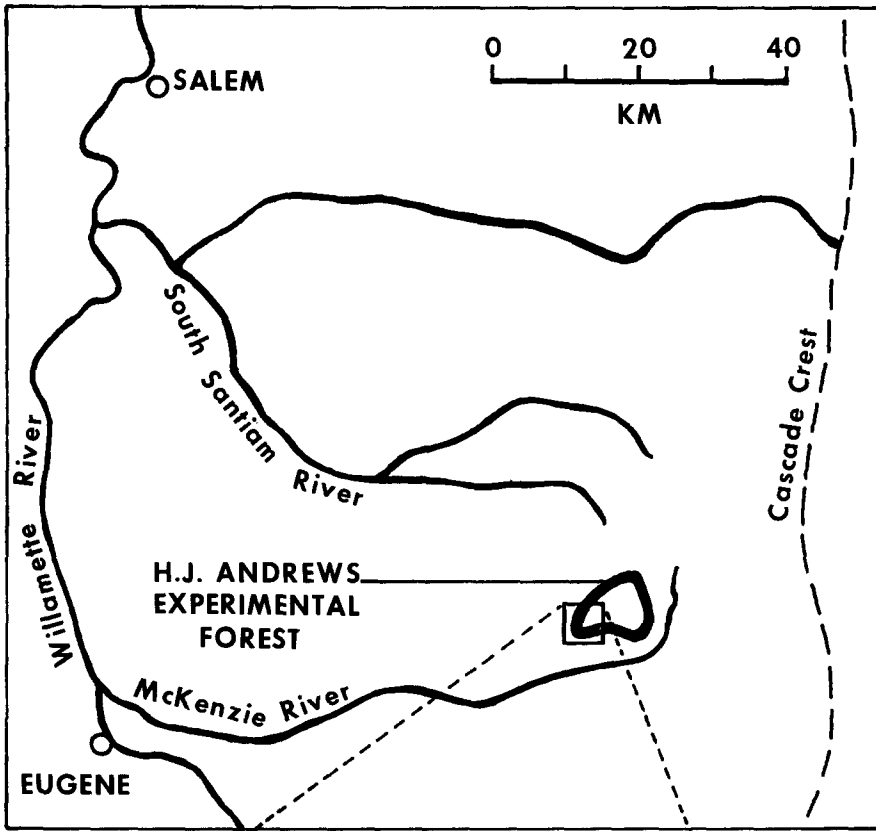 0 20 40
KM
SALEM
South Santiam River
Cascade Crest
Willamette River
H.J. ANDREWS
EXPERIMENTAL
FOREST
McKenzie River
EUGENE